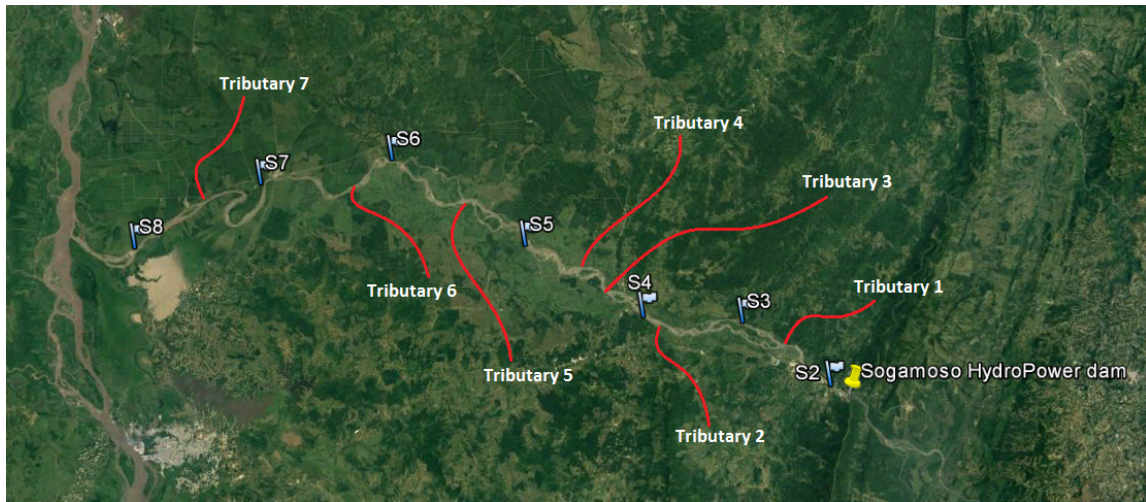 Tributary 7
Tributary 4
S6
S7
Tributary 3
S8
S5
Tributary 6
S4
S3
Tributary 1
Tributary 5
S2
Sogamoso HydroPower dam
Tributary 2